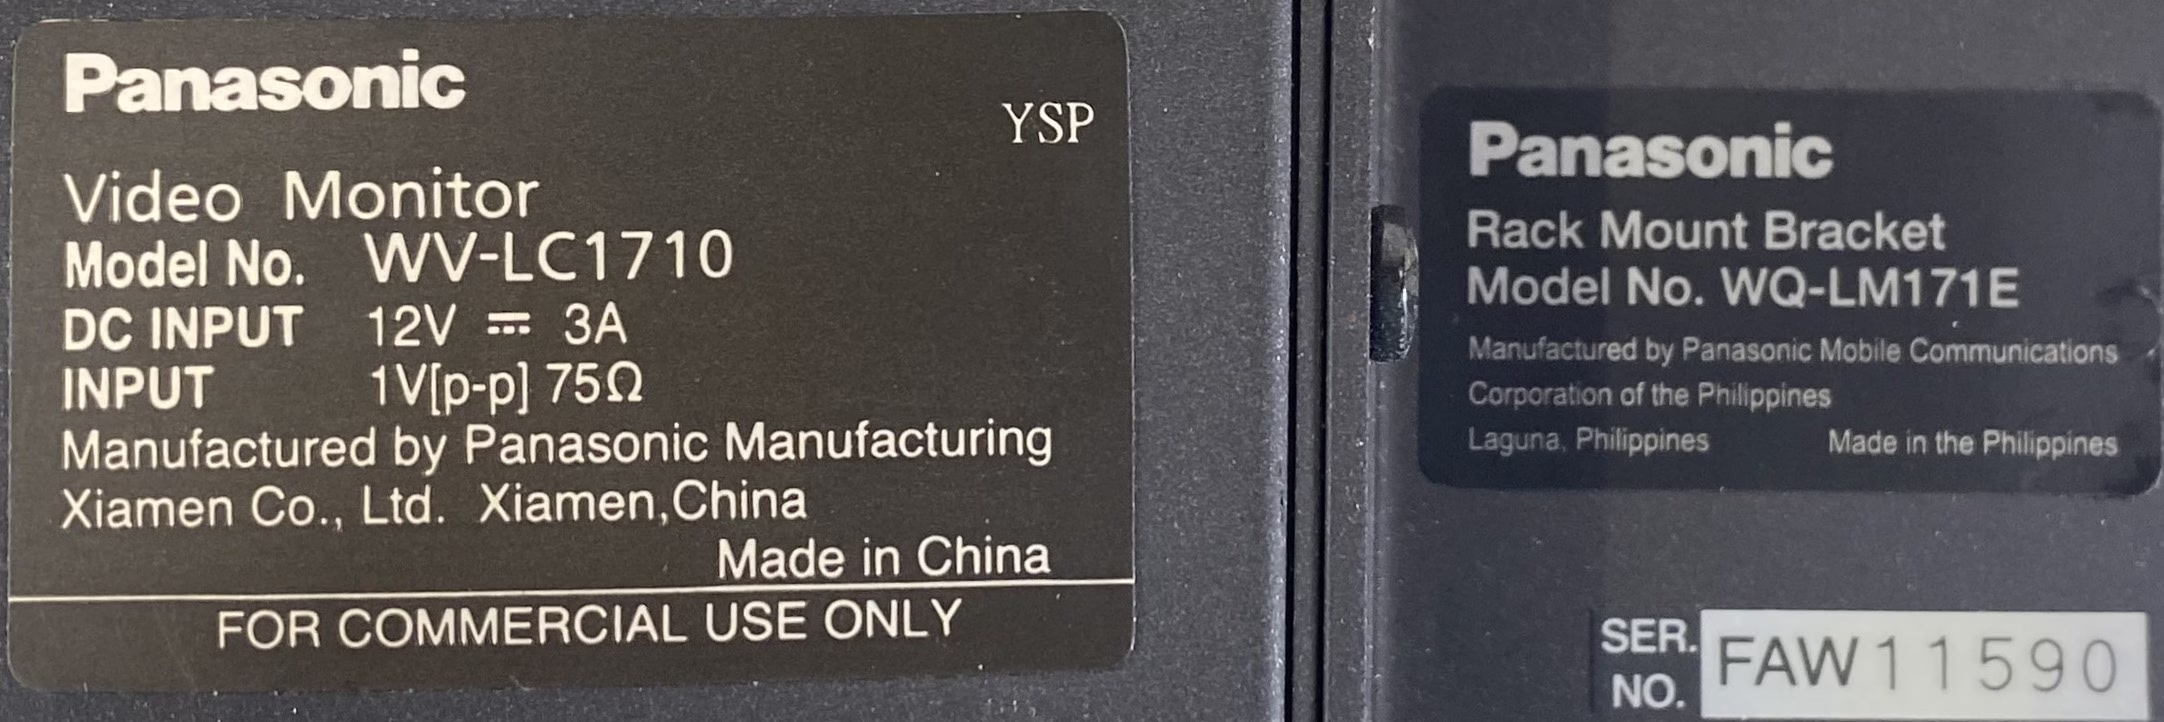 Panasonic
YSP
Video Monitor
Model No. WV-LC1710
DC INPUT 12V ⎓ 3A
INPUT 1V[p-p] 75Ω
Manufactured by Panasonic Manufacturing
Xiamen Co., Ltd. Xiamen,China
Made in China
FOR COMMERCIAL USE ONLY
Panasonic
Rack Mount Bracket
Model No. WQ-LM171E
Manufactured by Panasonic Mobile Communications
Corporation of the Philippines
Laguna, Philippines Made in the Philippines
SER.
NO.
FAW11590